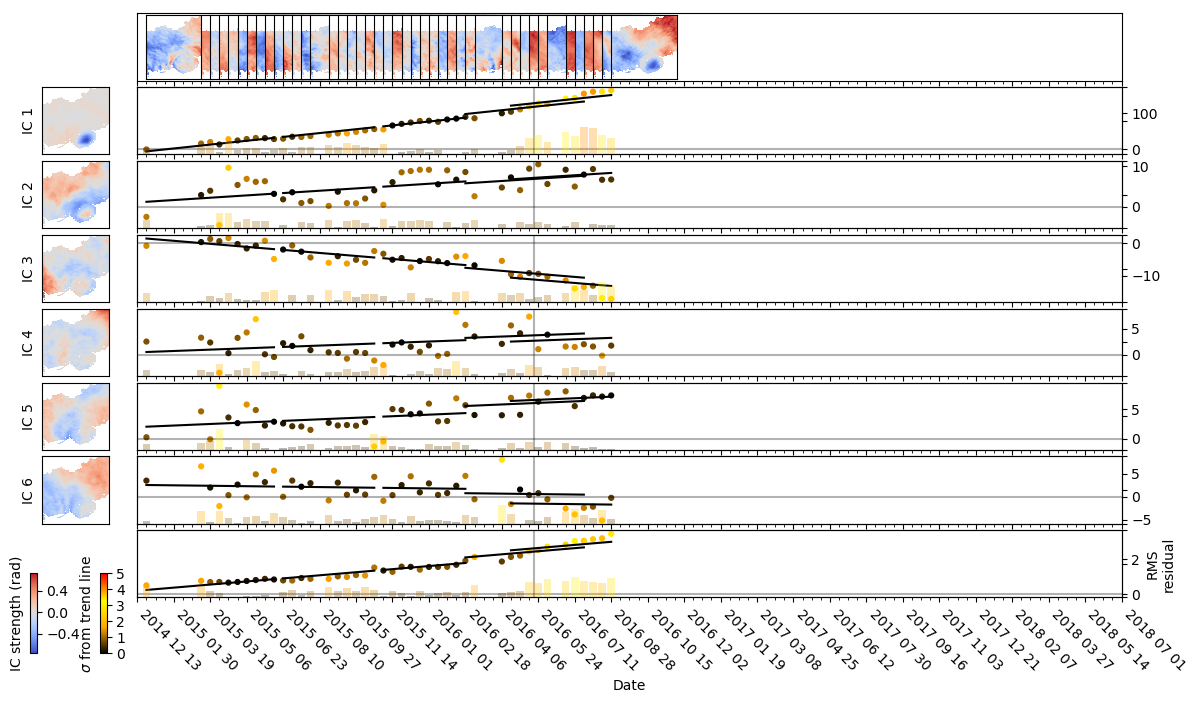 IC 1
100
0
IC 2
10
0
IC 3
0
−10
IC 4
5
0
IC 5
5
0
IC 6
5
0
−5
RMS
residual
2
0
IC strength (rad)
0.4
0.0
−0.4
σ from trend line
5
4
3
2
1
0
2014 12 13
2015 01 30
2015 03 19
2015 05 06
2015 06 23
2015 08 10
2015 09 27
2015 11 14
2016 01 01
2016 02 18
2016 04 06
2016 05 24
2016 07 11
2016 08 28
2016 10 15
2016 12 02
2017 01 19
2017 03 08
2017 04 25
2017 06 12
2017 07 30
2017 09 16
2017 11 03
2017 12 21
2018 02 07
2018 03 27
2018 05 14
2018 07 01
Date